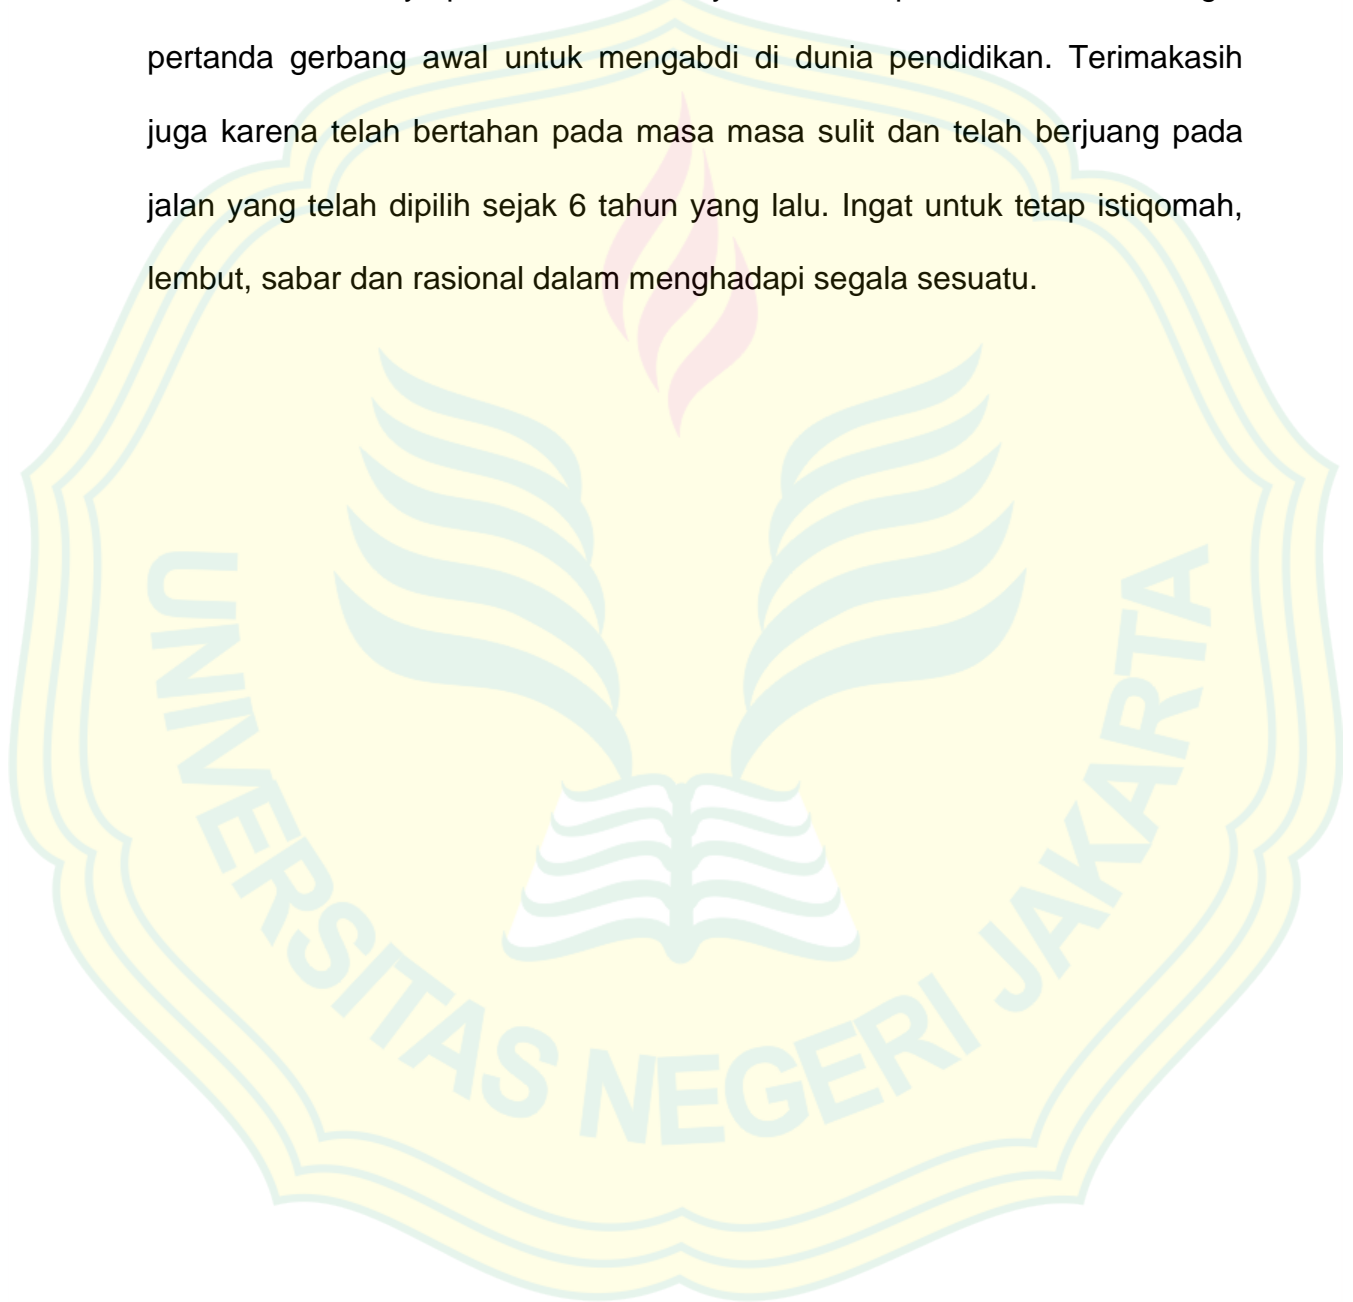 pertanda gerbang awal untuk mengabdi di dunia pendidikan. Terimakasih
juga karena telah bertahan pada masa masa sulit dan telah berjuang pada
jalan yang telah dipilih sejak 6 tahun yang lalu. Ingat untuk tetap istiqomah,
lembut, sabar dan rasional dalam menghadapi segala sesuatu.
UNIVERSITAS NEGERI JAKARTA